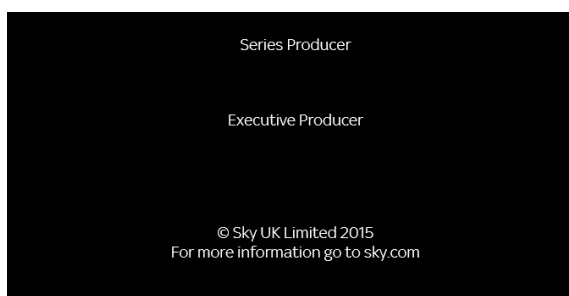 Series Producer
Executive Producer
© Sky UK Limited 2015
For more information go to sky.com